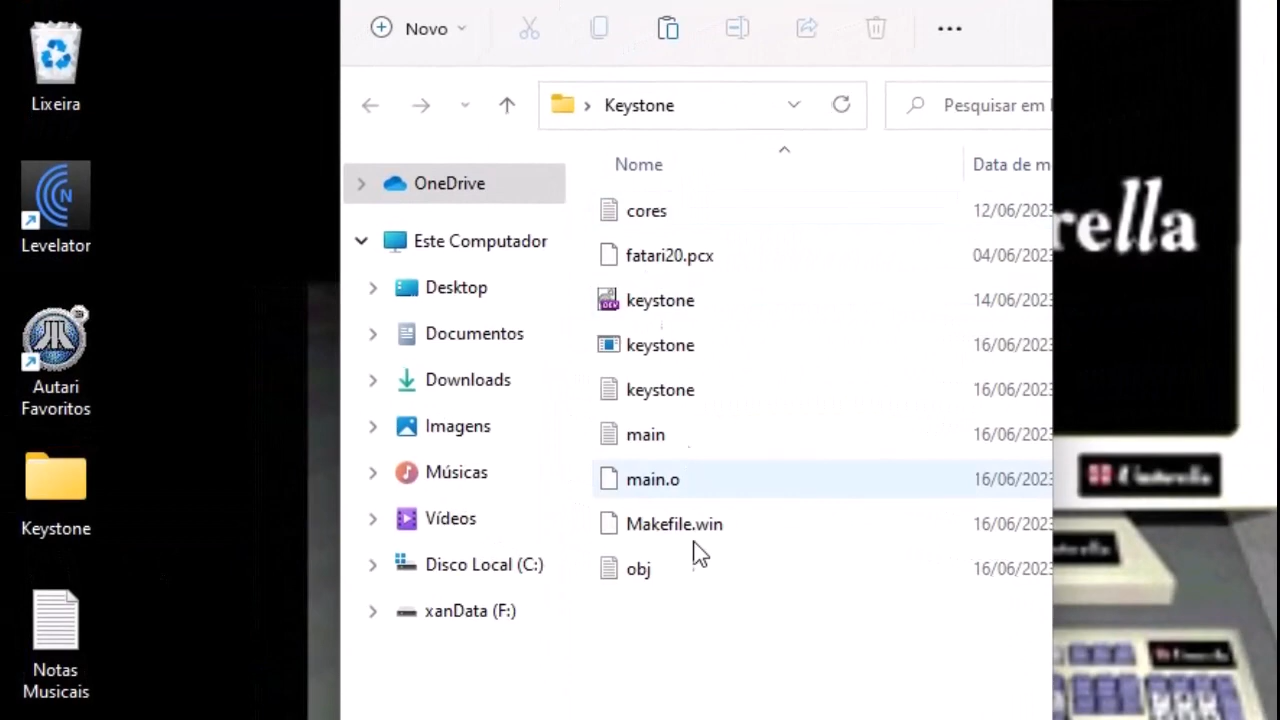 Lixeira
Levelator
Autari
Favoritos
Keystone
Notas
Musicais
Novo
Keystone
Pesquisar em
OneDrive
Este Computador
Desktop
Documentos
Downloads
Imagens
Músicas
Vídeos
Disco Local (C:)
xanData (F:)
Nome
Data de m
cores
12/06/2023
fatari20.pcx
04/06/2023
keystone
14/06/2023
keystone
16/06/2023
keystone
16/06/2023
main
16/06/2023
main.o
16/06/2023
Makefile.win
16/06/2023
obj
16/06/2023
rella